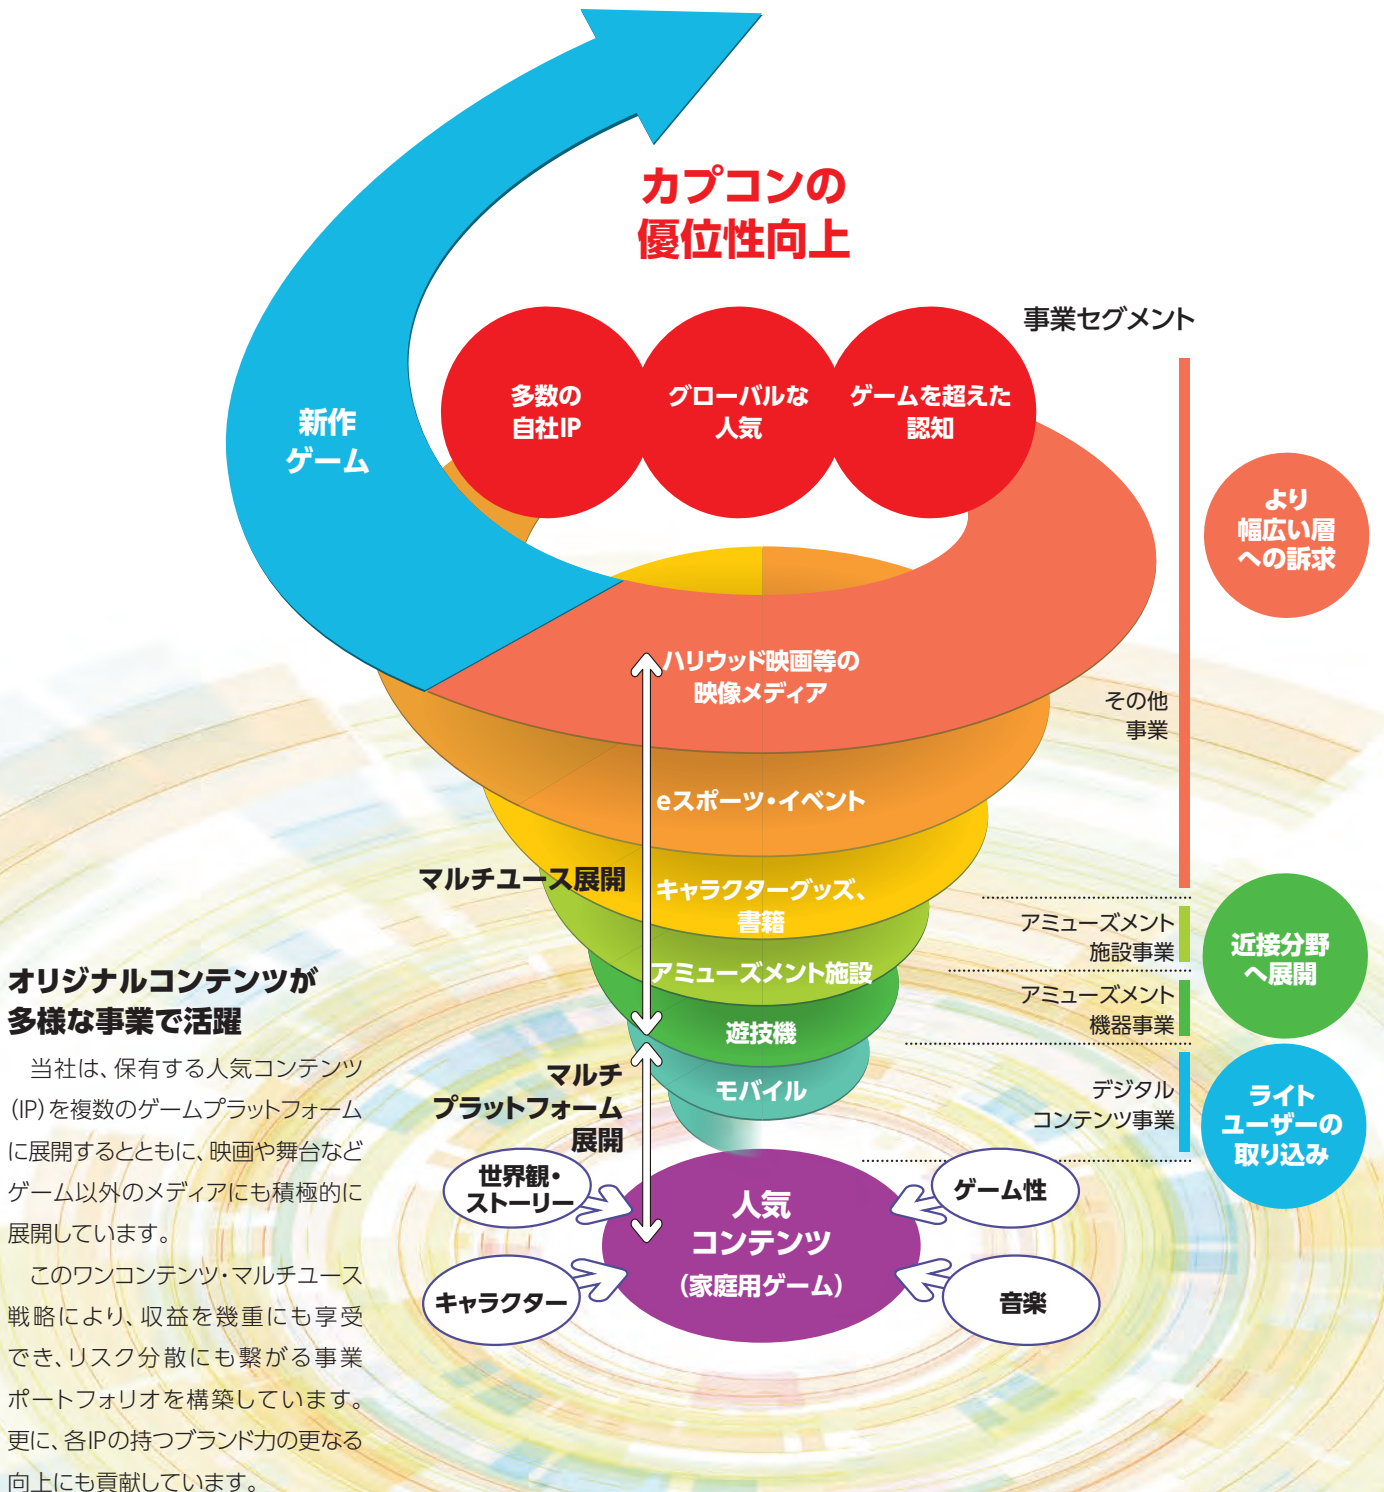 カプコンの
優位性向上
事業セグメント
多数の
自社IP
グローバルな
人気
ゲームを超えた
認知
新作
ゲーム
より
幅広い層
への訴求
ハリウッド映画等の
映像メディア
その他
事業
eスポーツ・イベント
マルチユース展開
キャラクターグッズ、
書籍
アミューズメント
施設事業
近接分野
へ展開
アミューズメント施設
アミューズメント
機器事業
遊技機
マルチ
プラットフォーム
展開
モバイル
デジタル
コンテンツ事業
ライト
ユーザーの
取り込み
世界観・
ストーリー
ゲーム性
人気
コンテンツ
(家庭用ゲーム)
キャラクター
音楽
オリジナルコンテンツが
多様な事業で活躍
当社は、保有する人気コンテンツ
(IP)を複数のゲームプラットフォーム
に展開するとともに、映画や舞台など
ゲーム以外のメディアにも積極的に
展開しています。
このワンコンテンツ・マルチユース
戦略により、収益を幾重にも享受
でき、リスク分散にも繋がる事業
ポートフォリオを構築しています。
更に、各IPの持つブランド力の更なる
向上にも貢献しています。